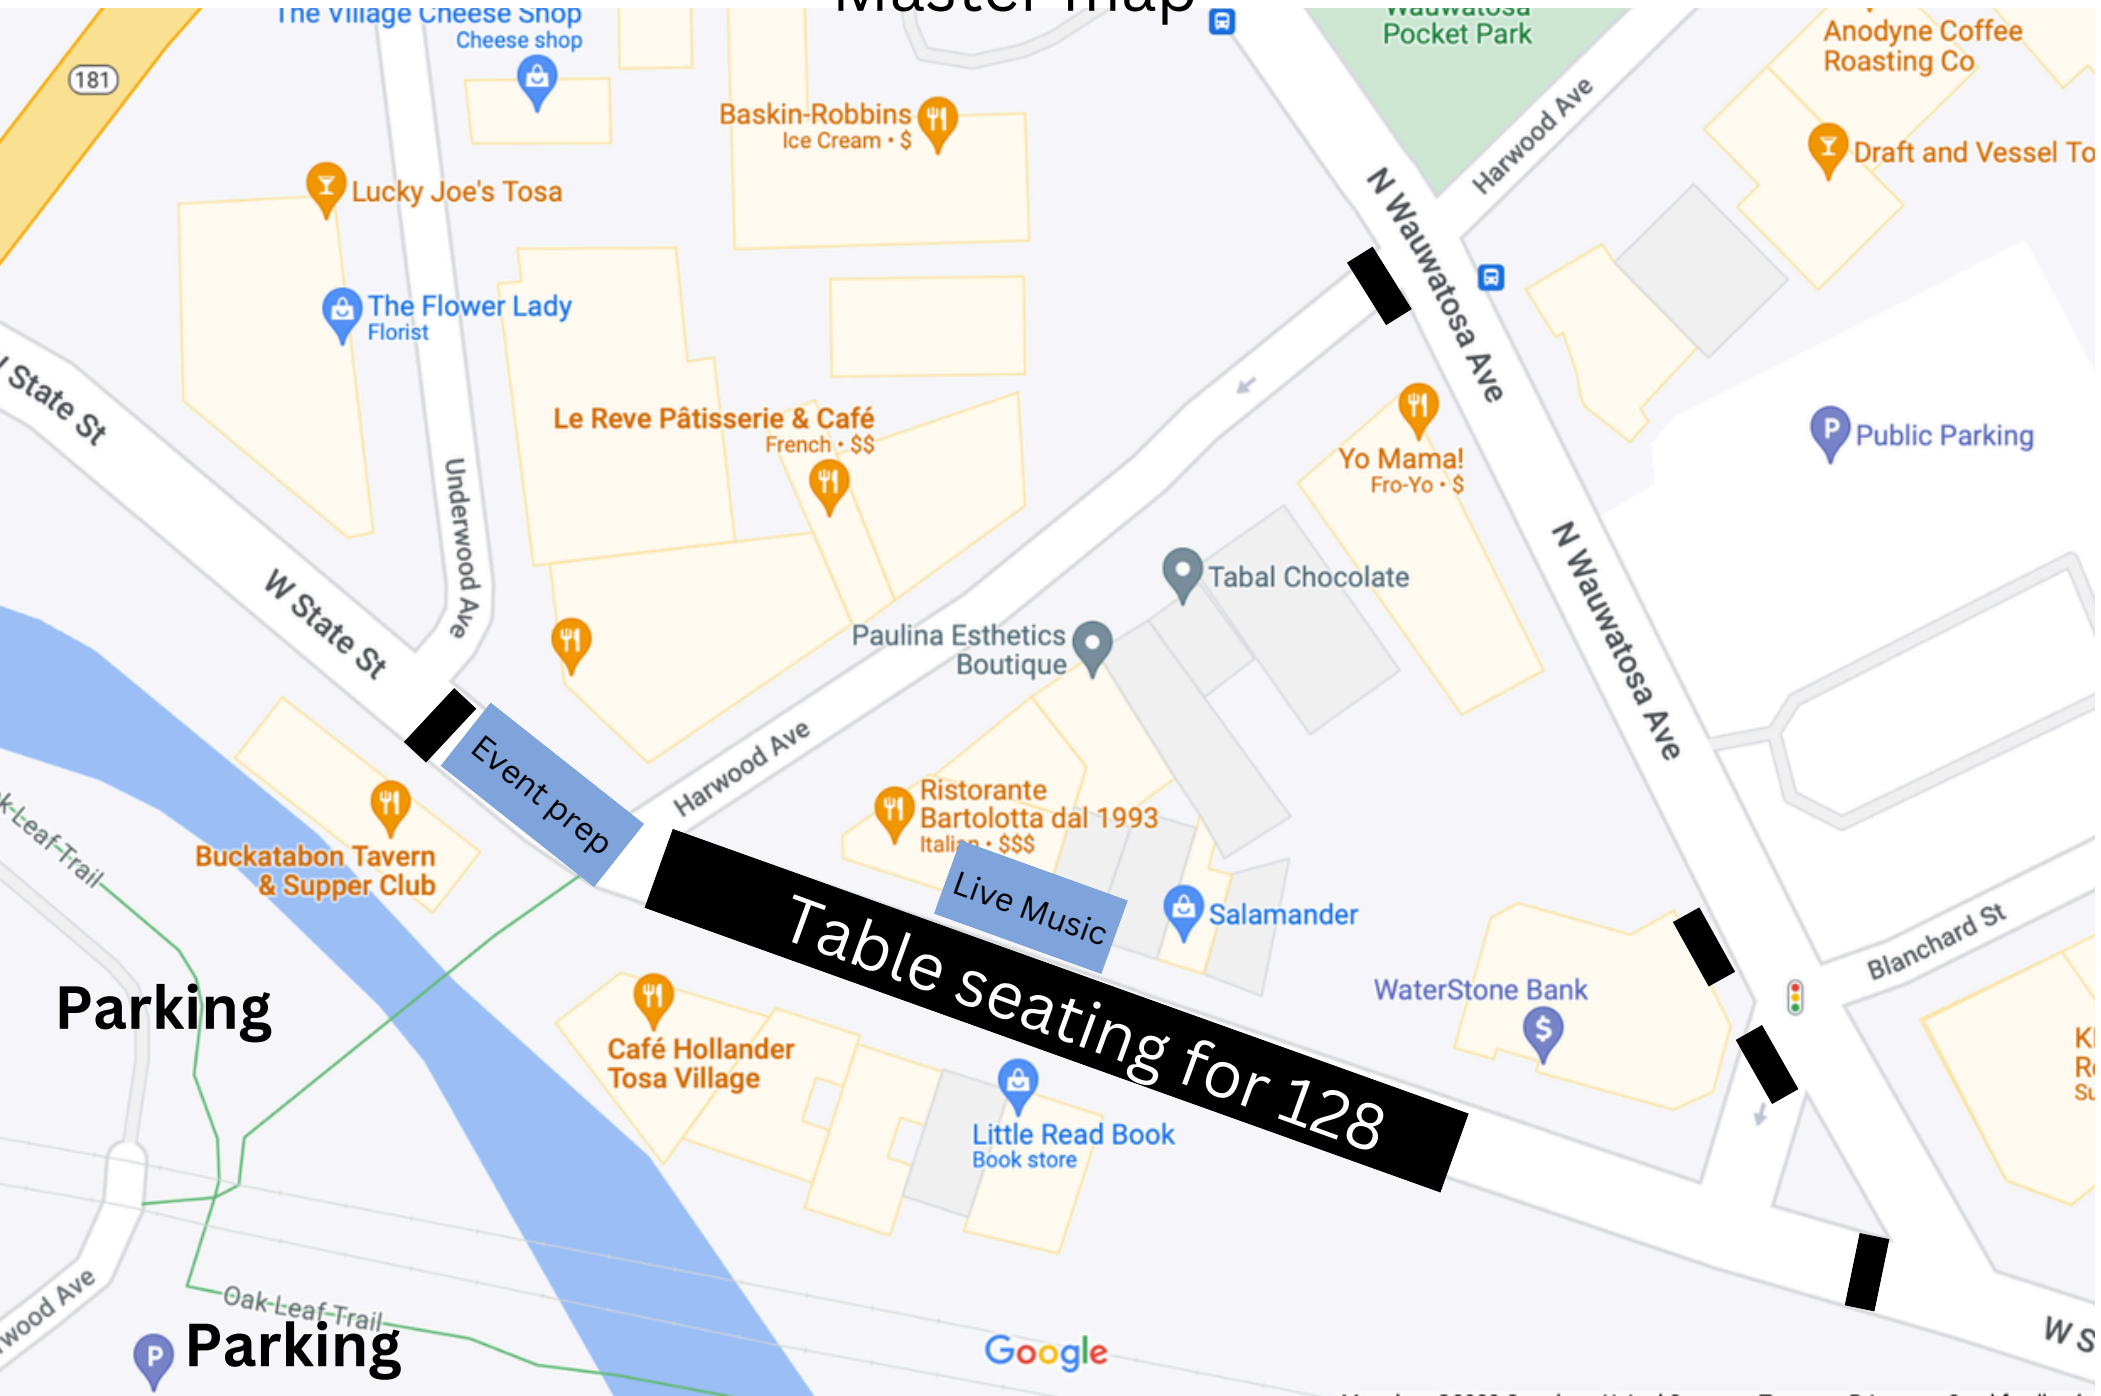 Master map
The Village Cheese Shop
Cheese shop
181
Wauwatosa
Pocket Park
Anodyne Coffee
Roasting Co
Baskin-Robbins
Ice Cream • $
Harwood Ave
Draft and Vessel To
Lucky Joe's Tosa
N Wauwatosa Ave
The Flower Lady
Florist
State St
Le Reve Pâtisserie & Café
French • $$
Yo Mama!
Fro-Yo • $
P Public Parking
Underwood Ave
W State St
Tabal Chocolate
N Wauwatosa Ave
Paulina Esthetics
Boutique
Event prep
Harwood Ave
Ristorante
Bartolotta dal 1993
Italian • $$$
Live Music
Buckatabon Tavern
& Supper Club
Oak Leaf Trail
Salamander
Blanchard St
Table seating for 128
WaterStone Bank
$
Parking
Café Hollander
Tosa Village
Little Read Book
Book store
Oak Leaf Trail
wood Ave
P Parking
Google
W S